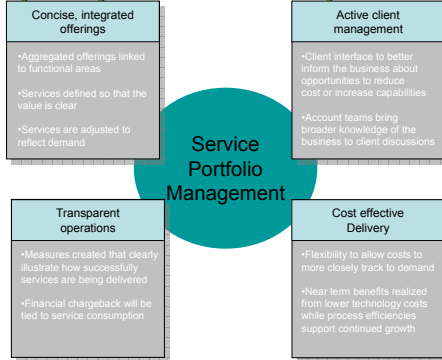 Concise, integrated
offerings
•Aggregated offerings linked
to functional areas
•Services defined so that the
value is clear
•Services are adjusted to
reflect demand
Active client
management
•Client interface to better
inform the business about
opportunities to reduce
cost or increase capabilities
•Account teams bring
broader knowledge of the
business to client discussions
Service
Portfolio
Management
Transparent
operations
•Measures created that clearly
illustrate how successfully
services are being delivered
•Financial chargeback will be
tied to service consumption
Cost effective
Delivery
•Flexibility to allow costs to
more closely track to demand
•Near term benefits realized
from lower technology costs
while process efficiencies
support continued growth